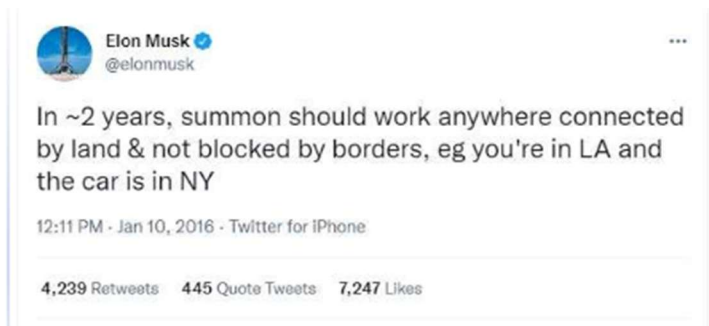 Elon Musk
@elonmusk
In ~2 years, summon should work anywhere connected
by land & not blocked by borders, eg you're in LA and
the car is in NY
12:11 PM · Jan 10, 2016 · Twitter for iPhone
4,239 Retweets 445 Quote Tweets 7,247 Likes